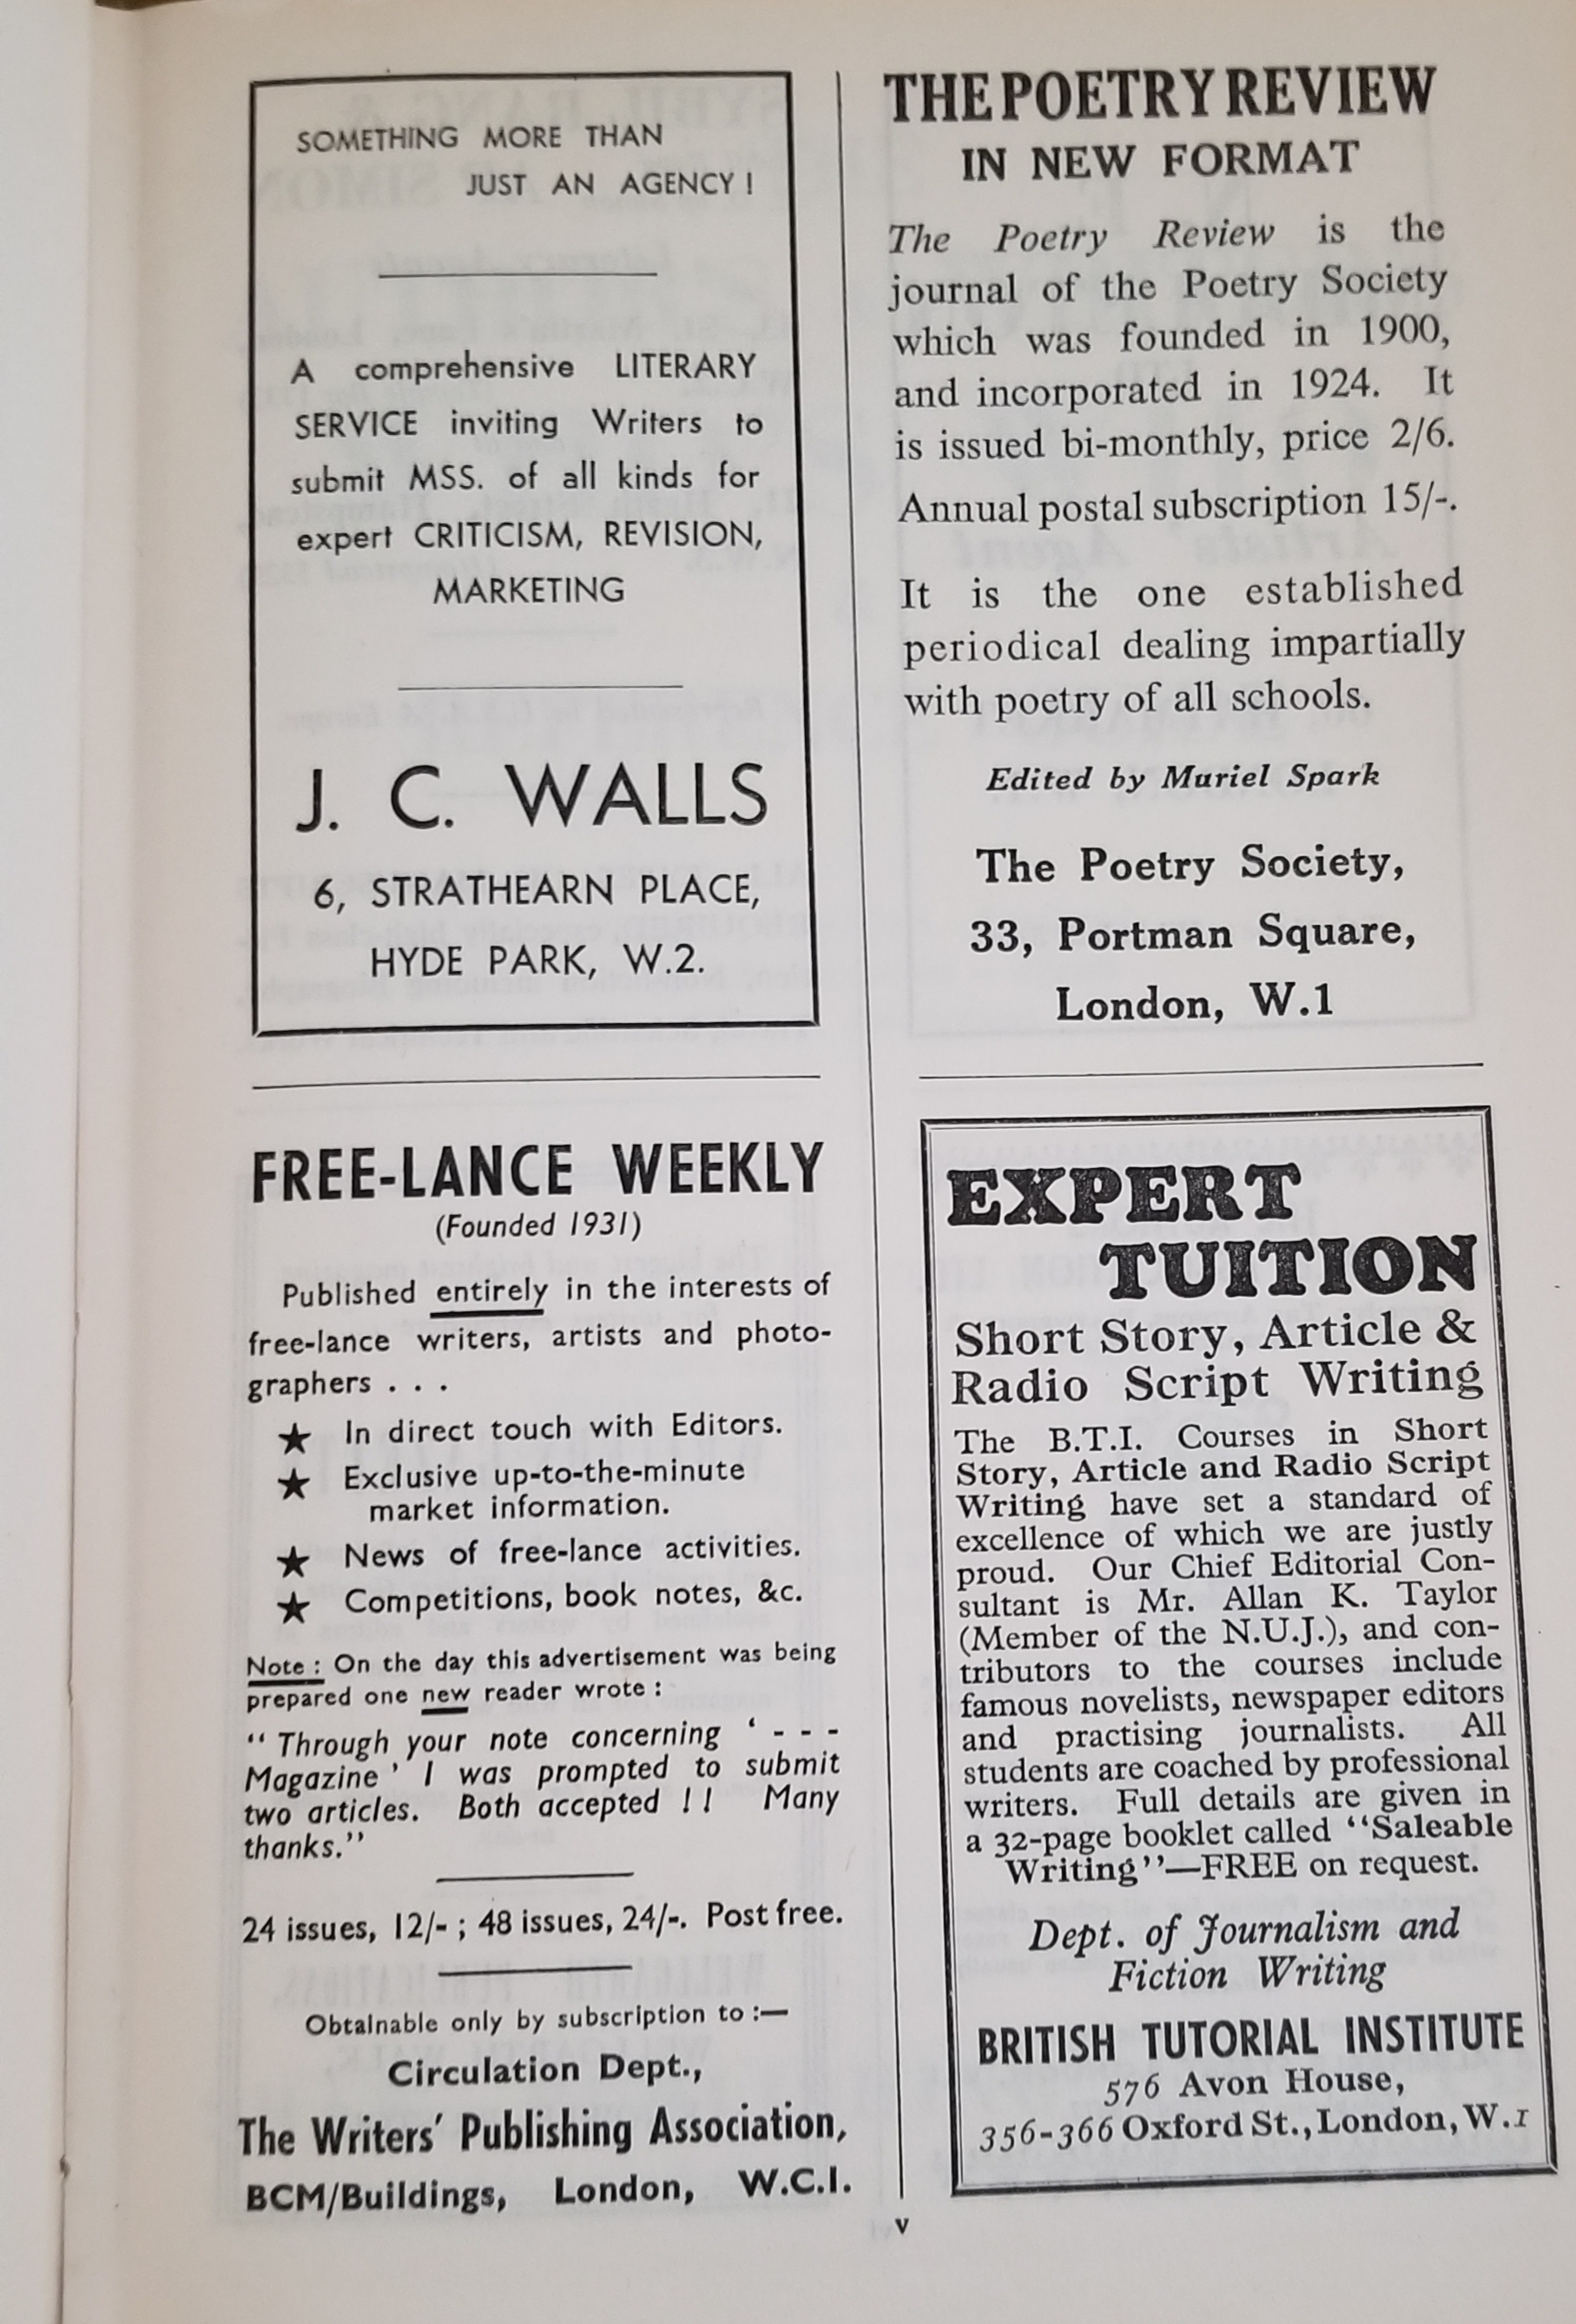 SOMETHING MORE THAN
JUST AN AGENCY !
A comprehensive LITERARY
SERVICE inviting Writers to
submit MSS. of all kinds for
expert CRITICISM, REVISION,
MARKETING
J. C. WALLS
6, STRATHEARN PLACE,
HYDE PARK, W.2.
FREE-LANCE WEEKLY
(Founded 1931)
Published entirely in the interests of
free-lance writers, artists and photo-
graphers . . .
★ In direct touch with Editors.
★ Exclusive up-to-the-minute
market information.
★ News of free-lance activities.
★ Competitions, book notes, &c.
Note : On the day this advertisement was being
prepared one new reader wrote :
“ Through your note concerning ‘ - - -
Magazine ’ I was prompted to submit
two articles. Both accepted ! ! Many
thanks.”
24 issues, 12/- ; 48 issues, 24/-. Post free.
Obtainable only by subscription to :—
Circulation Dept.,
The Writers’ Publishing Association,
BCM/Buildings, London, W.C.I.
THE POETRY REVIEW
IN NEW FORMAT
The Poetry Review is the
journal of the Poetry Society
which was founded in 1900,
and incorporated in 1924. It
is issued bi-monthly, price 2/6.
Annual postal subscription 15/-.
It is the one established
periodical dealing impartially
with poetry of all schools.
Edited by Muriel Spark
The Poetry Society,
33, Portman Square,
London, W.1
EXPERT
TUITION
Short Story, Article &
Radio Script Writing
The B.T.I. Courses in Short
Story, Article and Radio Script
Writing have set a standard of
excellence of which we are justly
proud. Our Chief Editorial Con-
sultant is Mr. Allan K. Taylor
(Member of the N.U.J.), and con-
tributors to the courses include
famous novelists, newspaper editors
and practising journalists. All
students are coached by professional
writers. Full details are given in
a 32-page booklet called “Saleable
Writing”—FREE on request.
Dept. of Journalism and
Fiction Writing
BRITISH TUTORIAL INSTITUTE
576 Avon House,
356-366 Oxford St., London, W.1
v